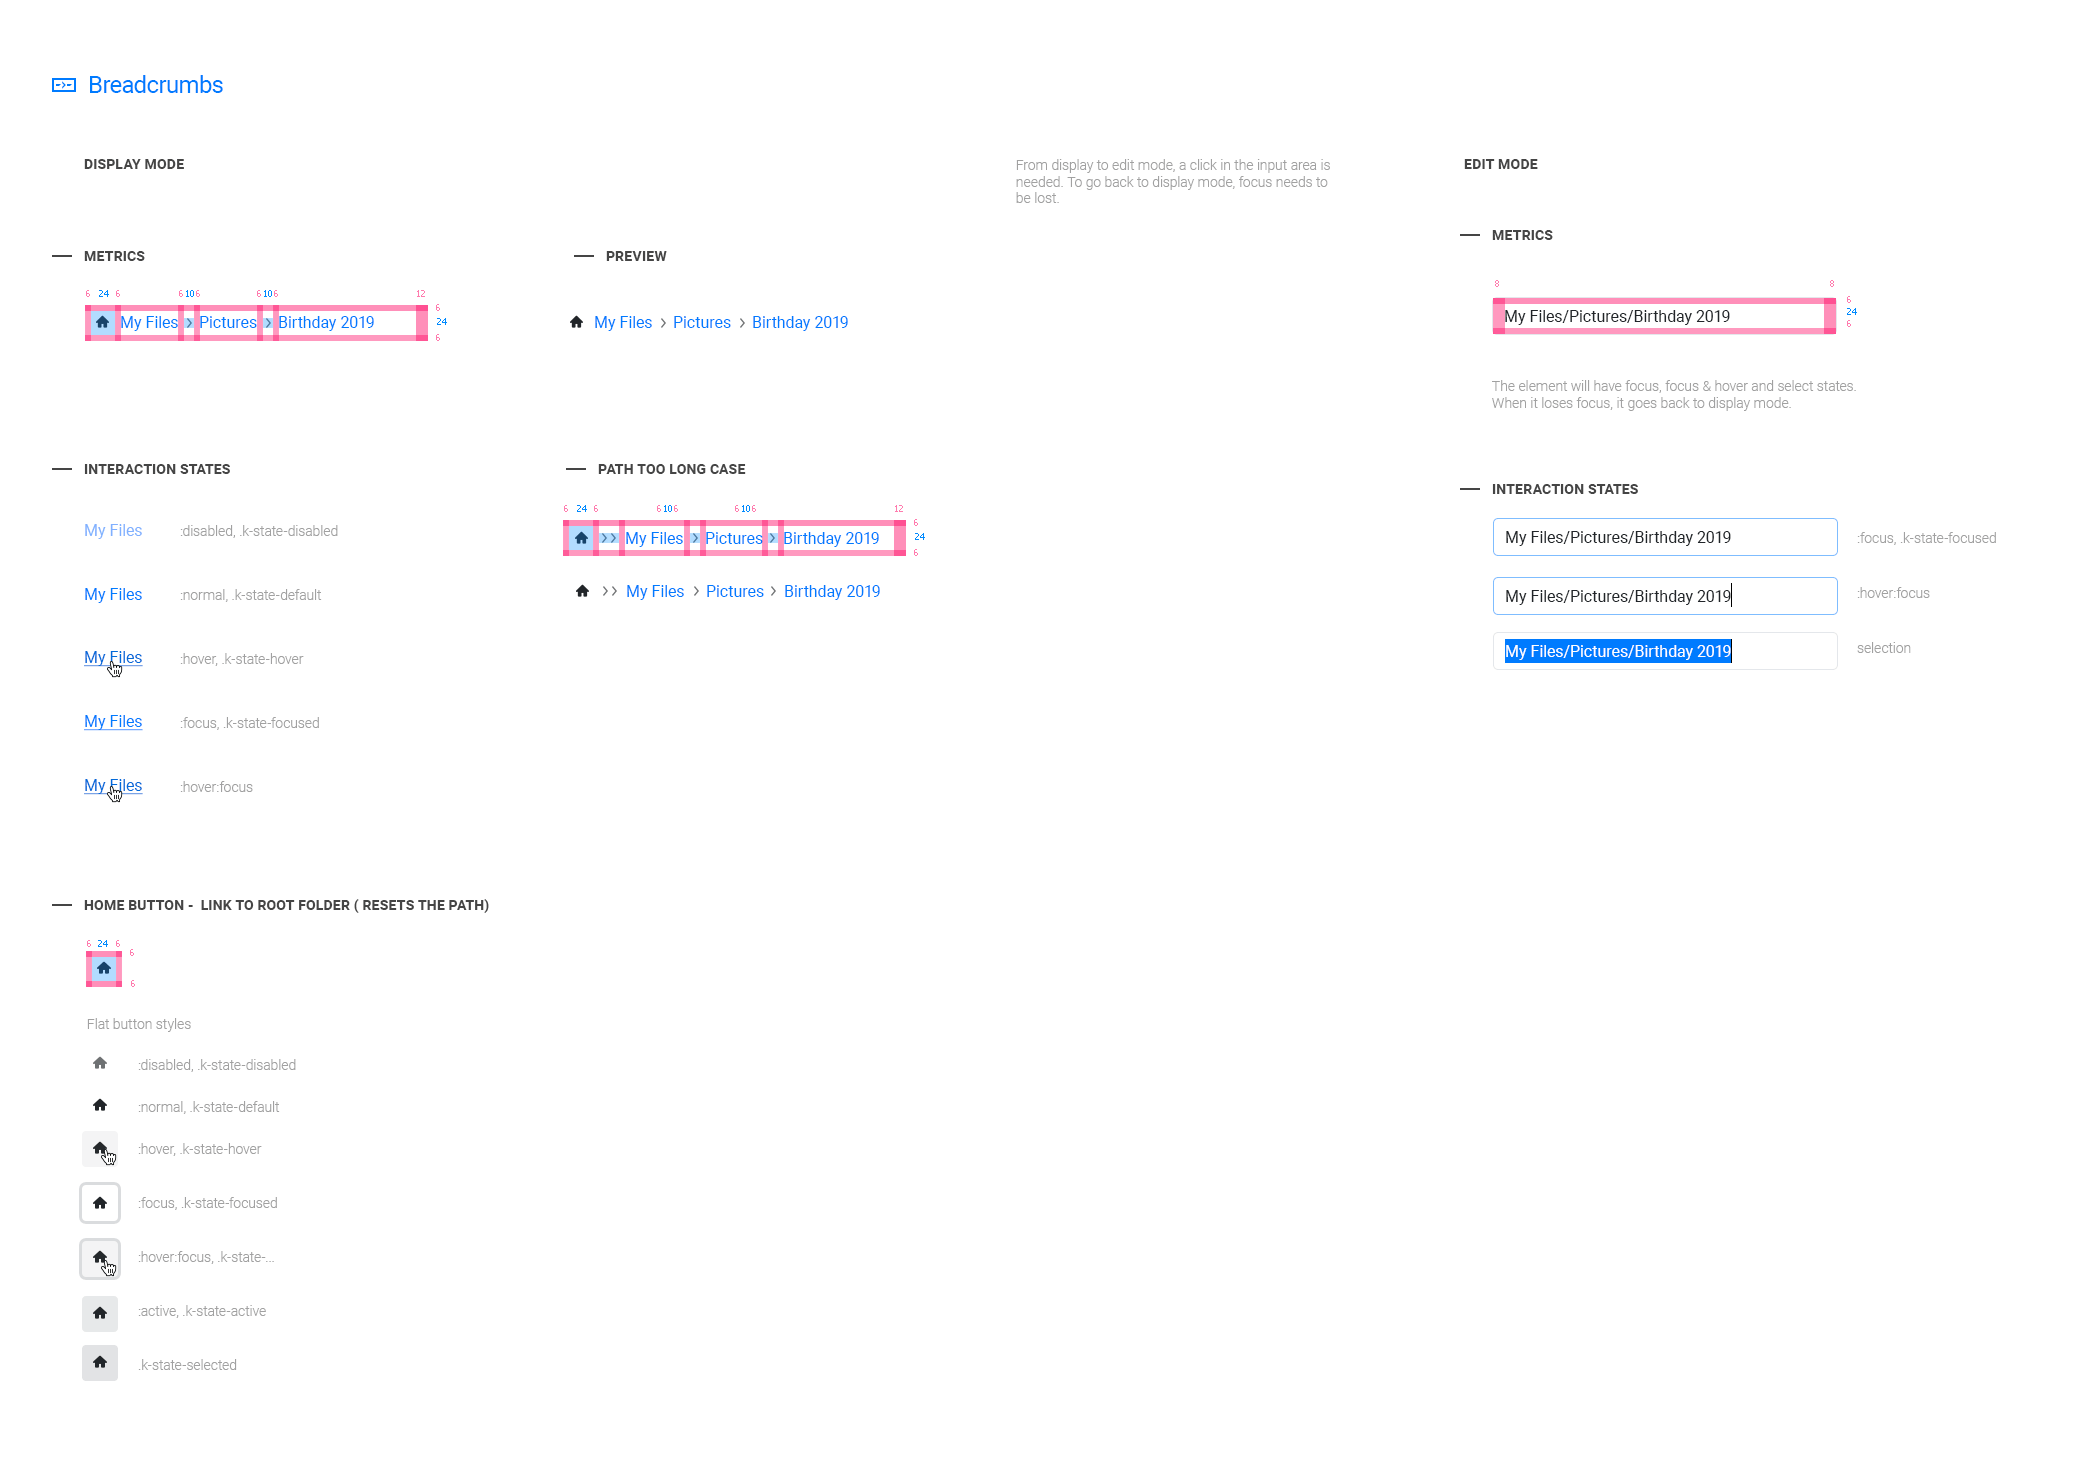 Breadcrumbs
DISPLAY MODE
From display to edit mode, a click in the input area is
needed. To go back to display mode, focus needs to
be lost.
EDIT MODE
METRICS
6 24 6 6 10 6 6 10 6 12
My Files > Pictures > Birthday 2019
6
24
6
PREVIEW
My Files > Pictures > Birthday 2019
METRICS
8 8
My Files/Pictures/Birthday 2019
6
24
6
The element will have focus, focus & hover and select states.
When it loses focus, it goes back to display mode.
INTERACTION STATES
My Files :disabled, .k-state-disabled
My Files :normal, .k-state-default
My Files :hover, .k-state-hover
My Files :focus, .k-state-focused
My Files :hover:focus
PATH TOO LONG CASE
6 24 6 6 10 6 6 10 6 12
>> My Files > Pictures > Birthday 2019
6
24
6
>> My Files > Pictures > Birthday 2019
INTERACTION STATES
My Files/Pictures/Birthday 2019 :focus, .k-state-focused
My Files/Pictures/Birthday 2019 :hover:focus
My Files/Pictures/Birthday 2019 selection
HOME BUTTON - LINK TO ROOT FOLDER ( RESETS THE PATH)
6 24 6
6
6
Flat button styles
:disabled, .k-state-disabled
:normal, .k-state-default
:hover, .k-state-hover
:focus, .k-state-focused
:hover:focus, .k-state-...
:active, .k-state-active
.k-state-selected